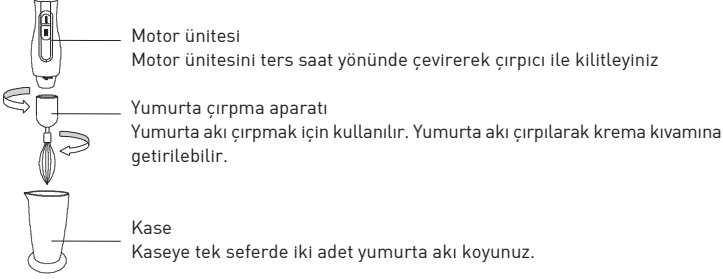 Motor ünitesi
Motor ünitesini ters saat yönünde çevirerek çırpıcı ile kilitleyiniz
Yumurta çırpma aparatı
Yumurta akı çırpmak için kullanılır. Yumurta akı çırpılarak krema kıvamına
getirilebilir.
Kase
Kaseye tek seferde iki adet yumurta akı koyunuz.